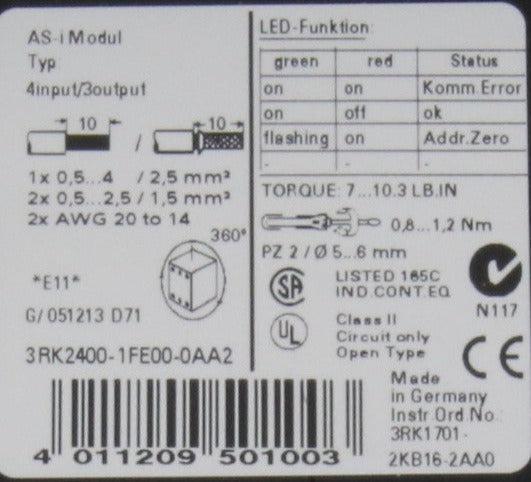 AS-i Modul
Typ
4input/3output
10 / 10
1x 0,5...4 / 2,5 mm²
2x 0,5...2,5 / 1,5 mm²
2x AWG 20 to 14
360°
*E11*
G/ 051213 D71
3RK2400-1FE00-0AA2
LED-Funktion:
green red Status
on on Komm.Error
on off ok
flashing on Addr.Zero
- - -
TORQUE: 7...10.3 LB.IN
0,8...1,2 Nm
PZ 2 / Ø 5...6 mm
SA LISTED 165C
IND.CONT.EQ.
N117
UL Class II
Circuit only
Open Type
CE
Made
in Germany
Instr.Ord.No.:
3RK1701-
2KB16-2AA0
4 011209 501003